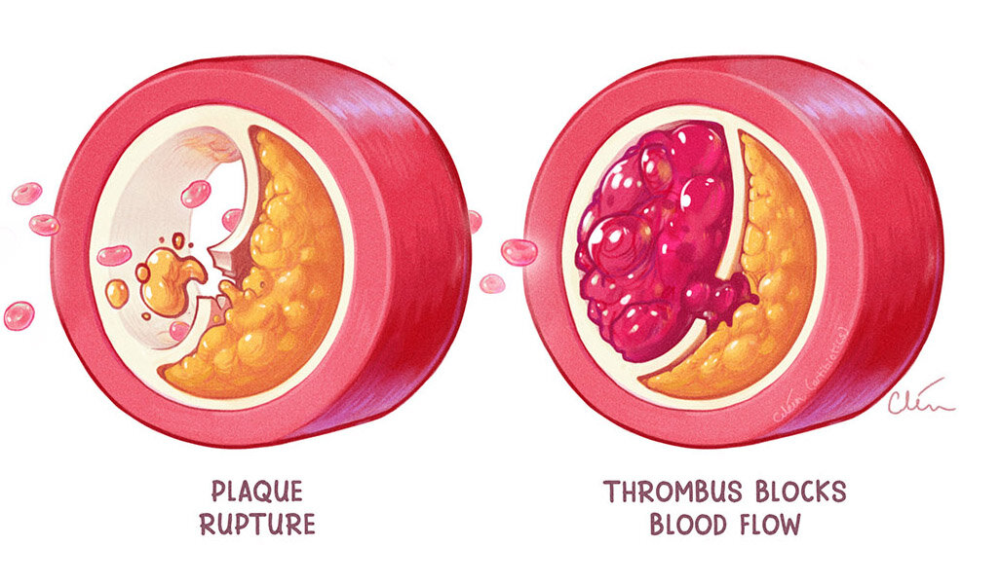 PLAQUE
RUPTURE
THROMBUS BLOCKS
BLOOD FLOW